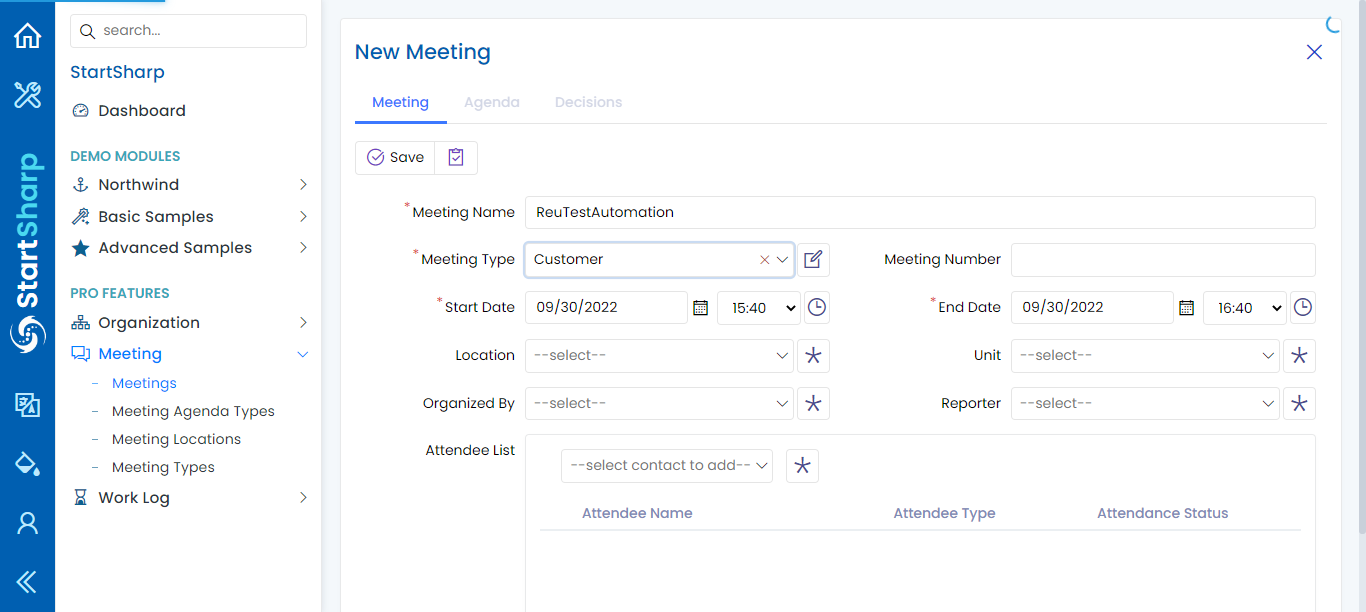 search...
StartSharp
Dashboard
DEMO MODULES
Northwind
Basic Samples
Advanced Samples
PRO FEATURES
Organization
Meeting
Meetings
Meeting Agenda Types
Meeting Locations
Meeting Types
Work Log
StartSharp
New Meeting
Meeting Agenda Decisions
Save
*Meeting Name ReuTestAutomation
*Meeting Type Customer Meeting Number
*Start Date 09/30/2022 15:40 *End Date 09/30/2022 16:40
Location --select-- Unit --select--
Organized By --select-- Reporter --select--
Attendee List --select contact to add--
Attendee Name Attendee Type Attendance Status